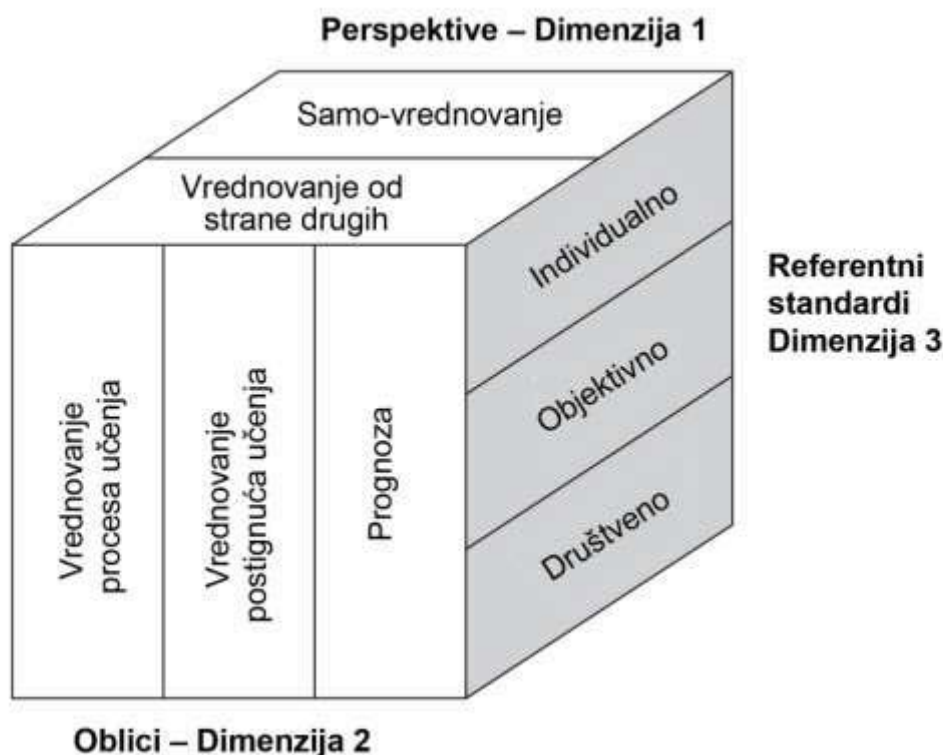 Perspektive – Dimenzija 1
Samo-vrednovanje
Vrednovanje od
strane drugih
Individualno
Objektivno
Društveno
Referentni
standardi
Dimenzija 3
Vrednovanje
procesa učenja
Vrednovanje
postignuća učenja
Prognoza
Oblici – Dimenzija 2